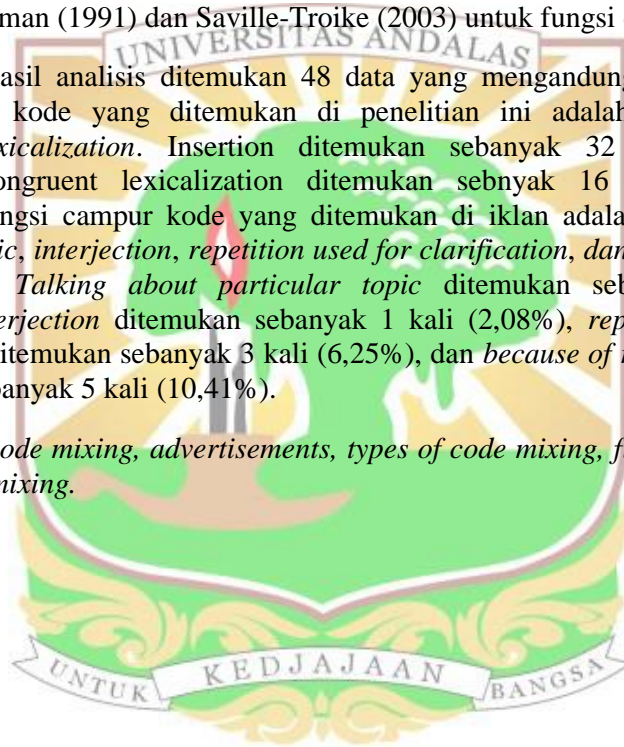 man (1991) dan Saville-Troike (2003) untuk fungsi
UNIVERSITAS ANDALAS
asil analisis ditemukan 48 data yang mengandung
kode yang ditemukan di penelitian ini adalah
xicalization. Insertion ditemukan sebanyak 32
ongruent lexicalization ditemukan sebnyak 16
ngsi campur kode yang ditemukan di iklan adala
ic, interjection, repetition used for clarification, dan
Talking about particular topic ditemukan seb
erjection ditemukan sebanyak 1 kali (2,08%), rep
ditemukan sebanyak 3 kali (6,25%), dan because of
banyak 5 kali (10,41%).
ode mixing, advertisements, types of code mixing, f
mixing.
UNTUK KEDJAJAAN BANGSA